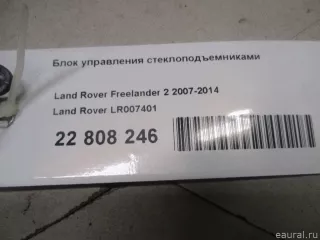 Блок управления стеклоподъемниками
Land Rover Freelander 2 2007-2014
Land Rover LR007401
22 808 246
eaural.ru